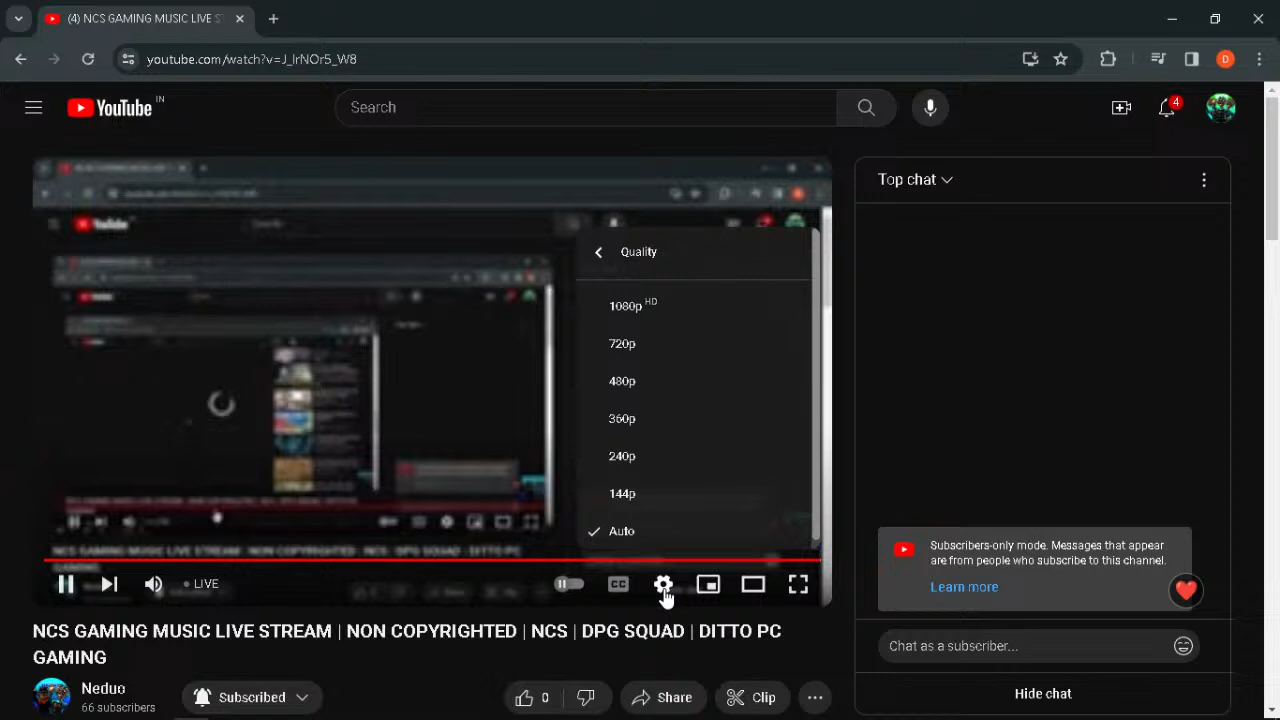 (4) NCS GAMING MUSIC LIVE ST
youtube.com/watch?v=J_IrNOr5_W8
D
YouTube IN
Search
4
Top chat
Quality
1080p HD
720p
480p
360p
240p
144p
Auto
LIVE
CC
Subscribers-only mode. Messages that appear
are from people who subscribe to this channel.
Learn more
Chat as a subscriber...
Hide chat
NCS GAMING MUSIC LIVE STREAM | NON COPYRIGHTED | NCS | DPG SQUAD | DITTO PC
GAMING
Neduo
66 subscribers
Subscribed
0
Share
Clip